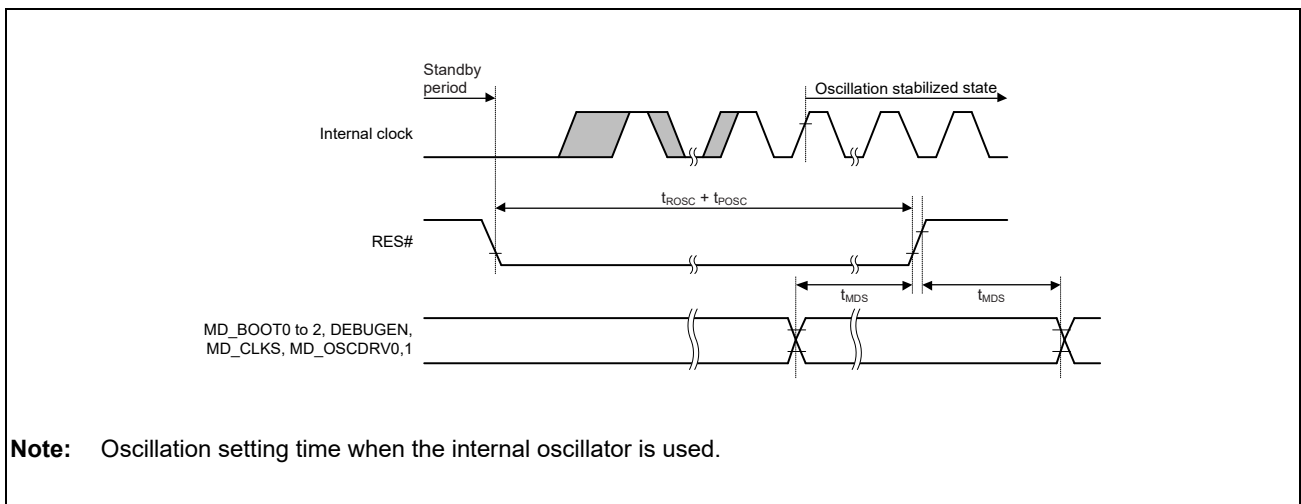 Standby
period
Oscillation stabilized state
Internal clock
tROSC + tPOSC
RES#
tMDS
tMDS
MD_BOOT0 to 2, DEBUGEN,
MD_CLKS, MD_OSCDRV0,1
Note: Oscillation setting time when the internal oscillator is used.